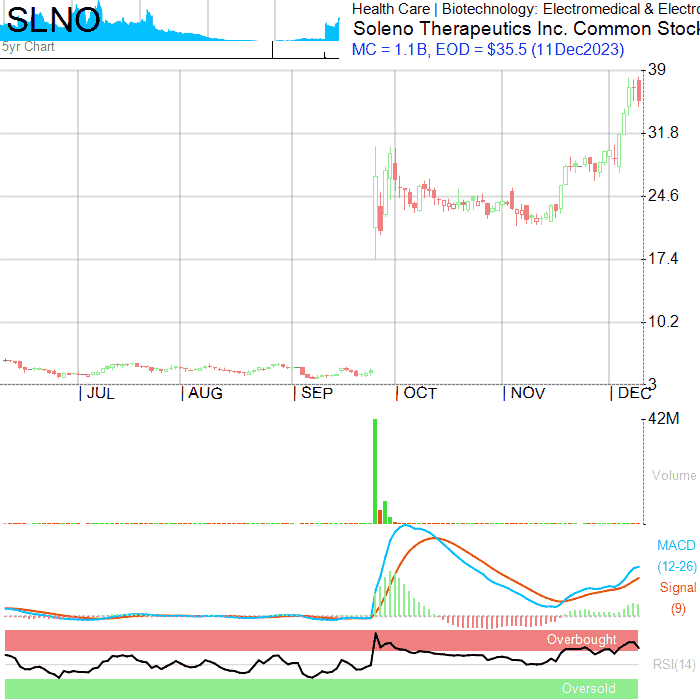 SLNO
5yr Chart
Health Care | Biotechnology: Electromedical & Electro
Soleno Therapeutics Inc. Common Stock
MC = 1.1B, EOD = $35.5 (11Dec2023)
39
31.8
24.6
17.4
10.2
3
JUL
AUG
SEP
OCT
NOV
DEC
42M
Volume
MACD
(12-26)
Signal
(9)
Overbought
RSI(14)
Oversold